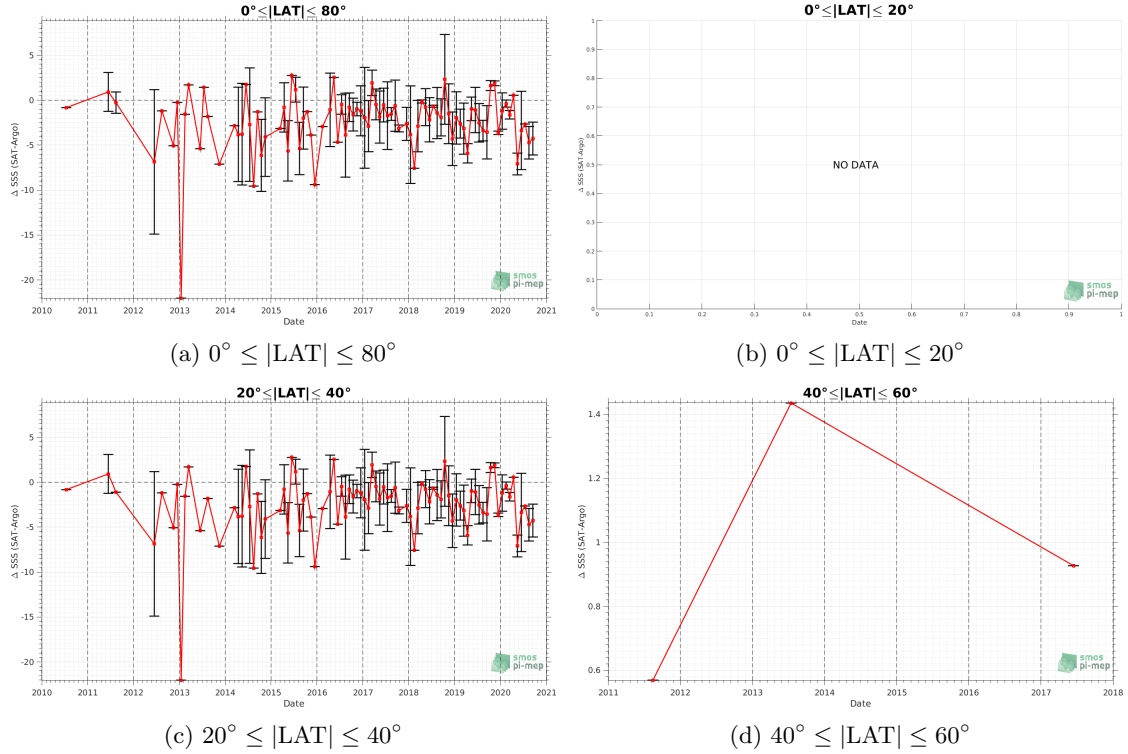 0°≤|LAT|≤ 80°
Δ SSS (SAT-Argo)
5
0
-5
-10
-15
-20
2010 2011 2012 2013 2014 2015 2016 2017 2018 2019 2020 2021
Date
smos
pi-mep
(a) 0° ≤ |LAT| ≤ 80°
0°≤|LAT|≤ 20°
Δ SSS (SAT-Argo)
1
0.9
0.8
0.7
0.6
0.5
0.4
0.3
0.2
0.1
0
NO DATA
0 0.1 0.2 0.3 0.4 0.5 0.6 0.7 0.8 0.9 1
Date
smos
pi-mep
(b) 0° ≤ |LAT| ≤ 20°
20°≤|LAT|≤ 40°
Δ SSS (SAT-Argo)
5
0
-5
-10
-15
-20
2010 2011 2012 2013 2014 2015 2016 2017 2018 2019 2020 2021
Date
smos
pi-mep
(c) 20° ≤ |LAT| ≤ 40°
40°≤|LAT|≤ 60°
Δ SSS (SAT-Argo)
1.4
1.2
1
0.8
0.6
2011 2012 2013 2014 2015 2016 2017 2018
Date
smos
pi-mep
(d) 40° ≤ |LAT| ≤ 60°